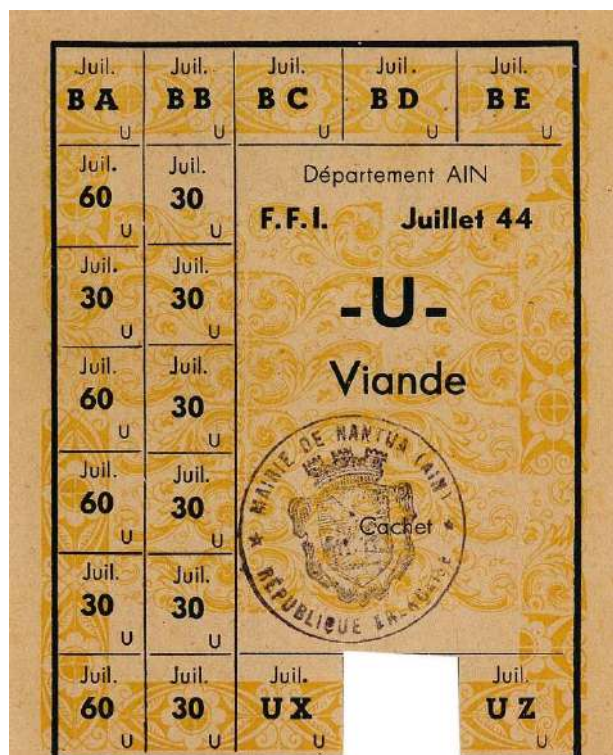 Juil. Juil. Juil. Juil. Juil.
BA BB BC BD BE
U U U U U
Juil. Juil.
60 30
U U
Département AIN
F.F.I. Juillet 44
Juil. Juil.
30 30
U U
-U-
Juil. Juil.
60 30
U U
Viande
Juil. Juil.
60 30
U U
MAIRIE DE NANTUA (AIN)
Cachet
RÉPUBLIQUE FRANÇAISE
Juil. Juil.
30 30
U U
Juil. Juil. Juil. Juil.
60 30 UX UZ
U U U U